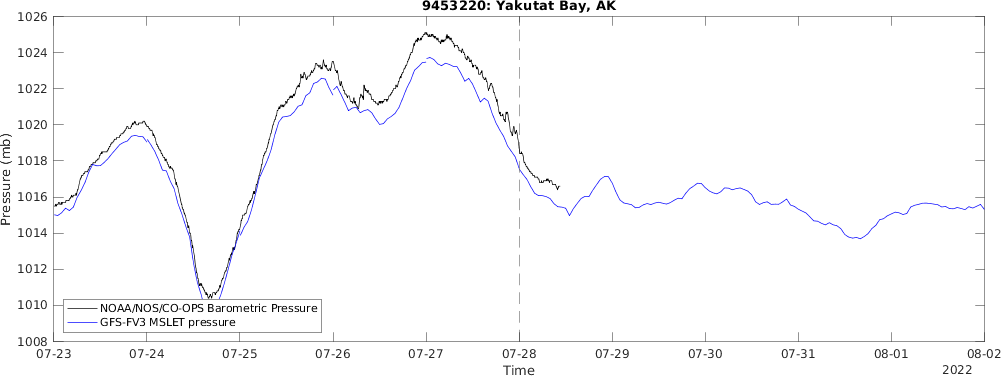 9453220: Yakutat Bay, AK
Pressure (mb)
1026
1024
1022
1020
1018
1016
1014
1012
1010
1008
NOAA/NOS/CO-OPS Barometric Pressure
GFS-FV3 MSLET pressure
07-23 07-24 07-25 07-26 07-27 07-28 07-29 07-30 07-31 08-01 08-02
Time
2022